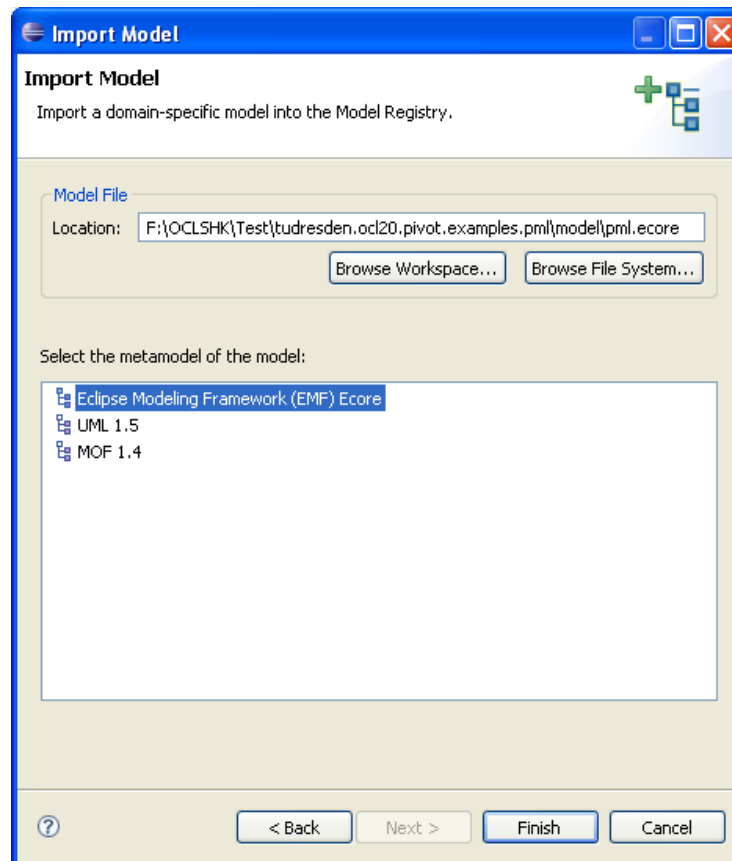 Import Model
Import Model
Import a domain-specific model into the Model Registry.
Model File
Location: F:\OCLSHK\Test\tudresden.ocl20.pivot.examples.pml\model\pml.ecore
Browse Workspace... Browse File System...
Select the metamodel of the model:
Eclipse Modeling Framework (EMF) Ecore
UML 1.5
MOF 1.4
? < Back Next > Finish Cancel